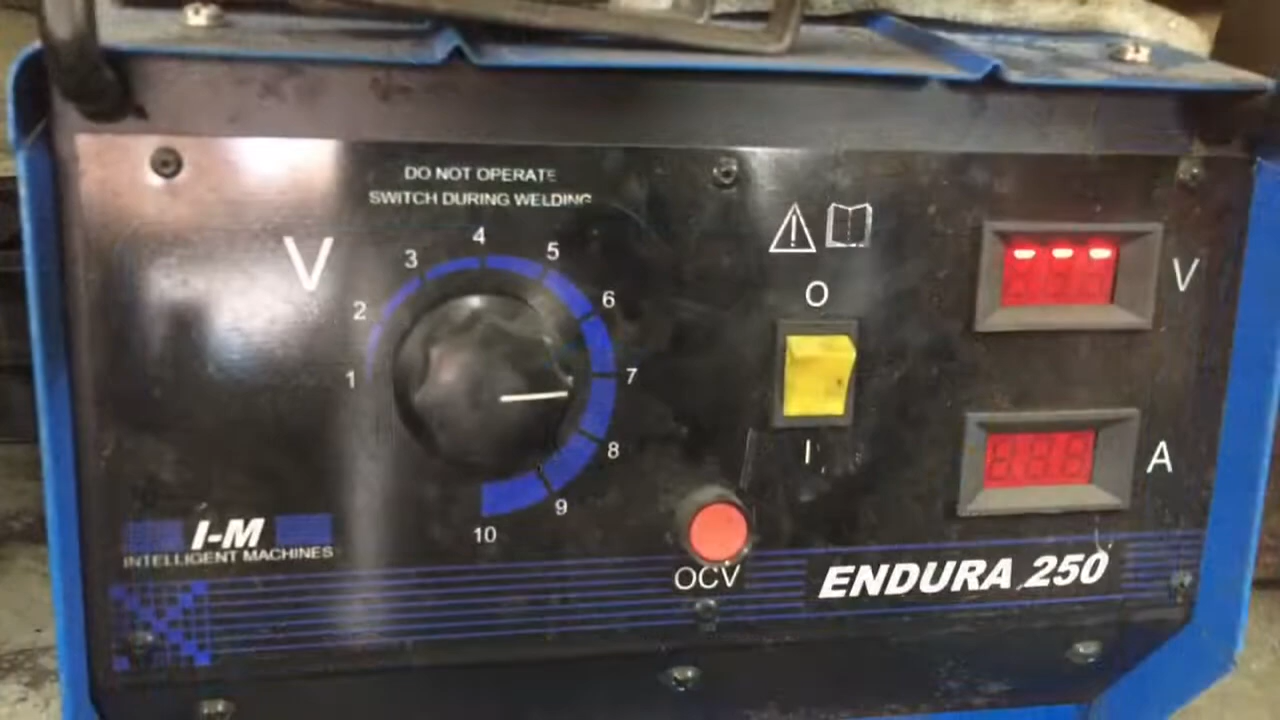 DO NOT OPERATE
SWITCH DURING WELDING
V
1
2
3
4
5
6
7
8
9
10
O
I
V
A
OCV
I-M
INTELLIGENT MACHINES
ENDURA 250